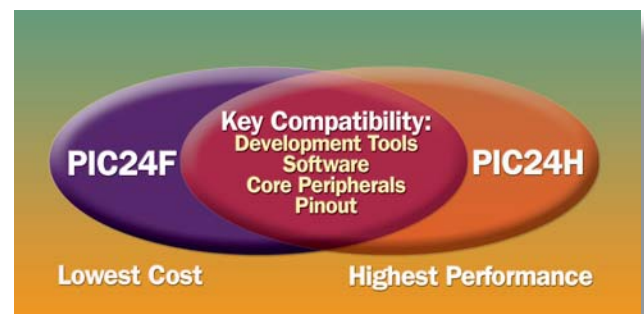 PIC24F
Key Compatibility:
Development Tools
Software
Core Peripherals
Pinout
PIC24H
Lowest Cost
Highest Performance